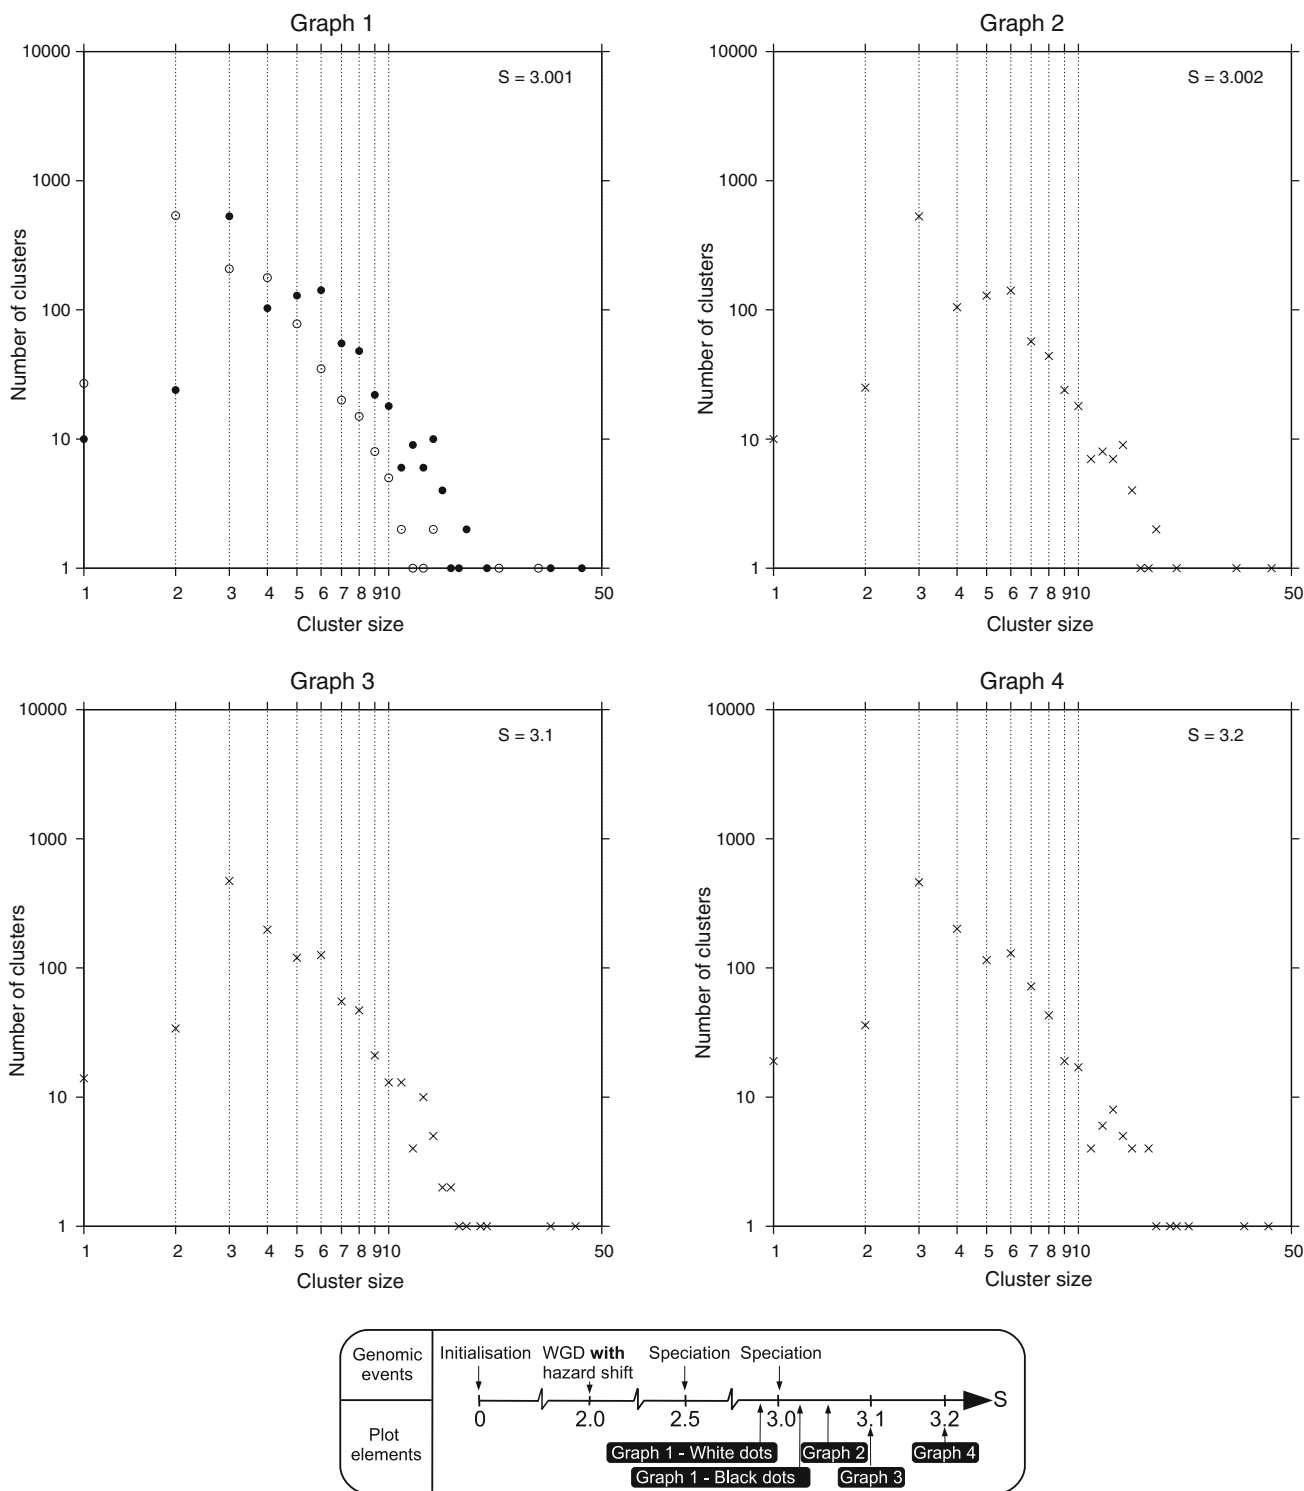 Graph 1
10000
S = 3.001
1000
100
10
1
Number of clusters
1 2 3 4 5 6 7 8 910 50
Cluster size
Graph 2
10000
S = 3.002
1000
100
10
1
Number of clusters
1 2 3 4 5 6 7 8 910 50
Cluster size
Graph 3
10000
S = 3.1
1000
100
10
1
Number of clusters
1 2 3 4 5 6 7 8 910 50
Cluster size
Graph 4
10000
S = 3.2
1000
100
10
1
Number of clusters
1 2 3 4 5 6 7 8 910 50
Cluster size
Genomic
events
Initialisation
WGD with
hazard shift
Speciation
Speciation
S
Plot
elements
0 2.0 2.5 3.0 3.1 3.2
Graph 1 - White dots
Graph 2
Graph 4
Graph 1 - Black dots
Graph 3